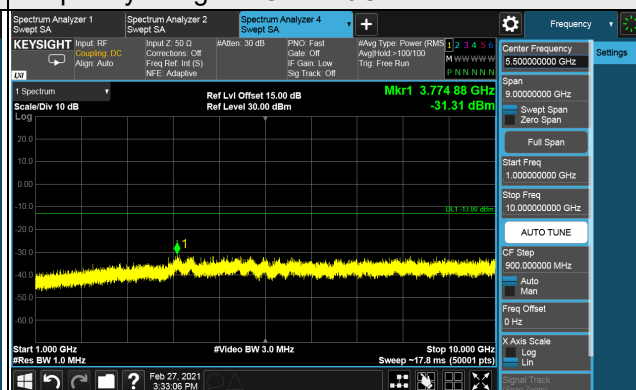 Spectrum Analyzer 1
Swept SA
Spectrum Analyzer 2
Swept SA
Spectrum Analyzer 4
Swept SA
Frequency
KEYSIGHT
Input: RF
Coupling: DC
Align: Auto
Input Z: 50 Ω
Corrections: Off
Freq Ref: Int (S)
NFE: Adaptive
#Atten: 30 dB
PNO: Fast
Gate: Off
IF Gain: Low
Sig Track: Off
#Avg Type: Power (RMS
Avg|Hold:>100/100
Trig: Free Run
1 2 3 4 5 6
M W W W W W
P N N N N N
LXI
1 Spectrum
Scale/Div 10 dB
Ref Lvl Offset 15.00 dB
Ref Level 30.00 dBm
Mkr1 3.774 88 GHz
-31.31 dBm
Log
20.0
10.0
0.00
-10.0
DL1 -13.00 dBm
-20.0
1
-30.0
-40.0
-50.0
-60.0
Start 1.000 GHz
#Res BW 1.0 MHz
#Video BW 3.0 MHz
Stop 10.000 GHz
Sweep ~17.8 ms (50001 pts)
Center Frequency
5.500000000 GHz
Settings
Span
9.00000000 GHz
Swept Span
Zero Span
Full Span
Start Freq
1.000000000 GHz
Stop Freq
10.000000000 GHz
AUTO TUNE
CF Step
900.000000 MHz
Auto
Man
Freq Offset
0 Hz
X Axis Scale
Log
Lin
Signal Track
?
Feb 27, 2021
3:33:06 PM